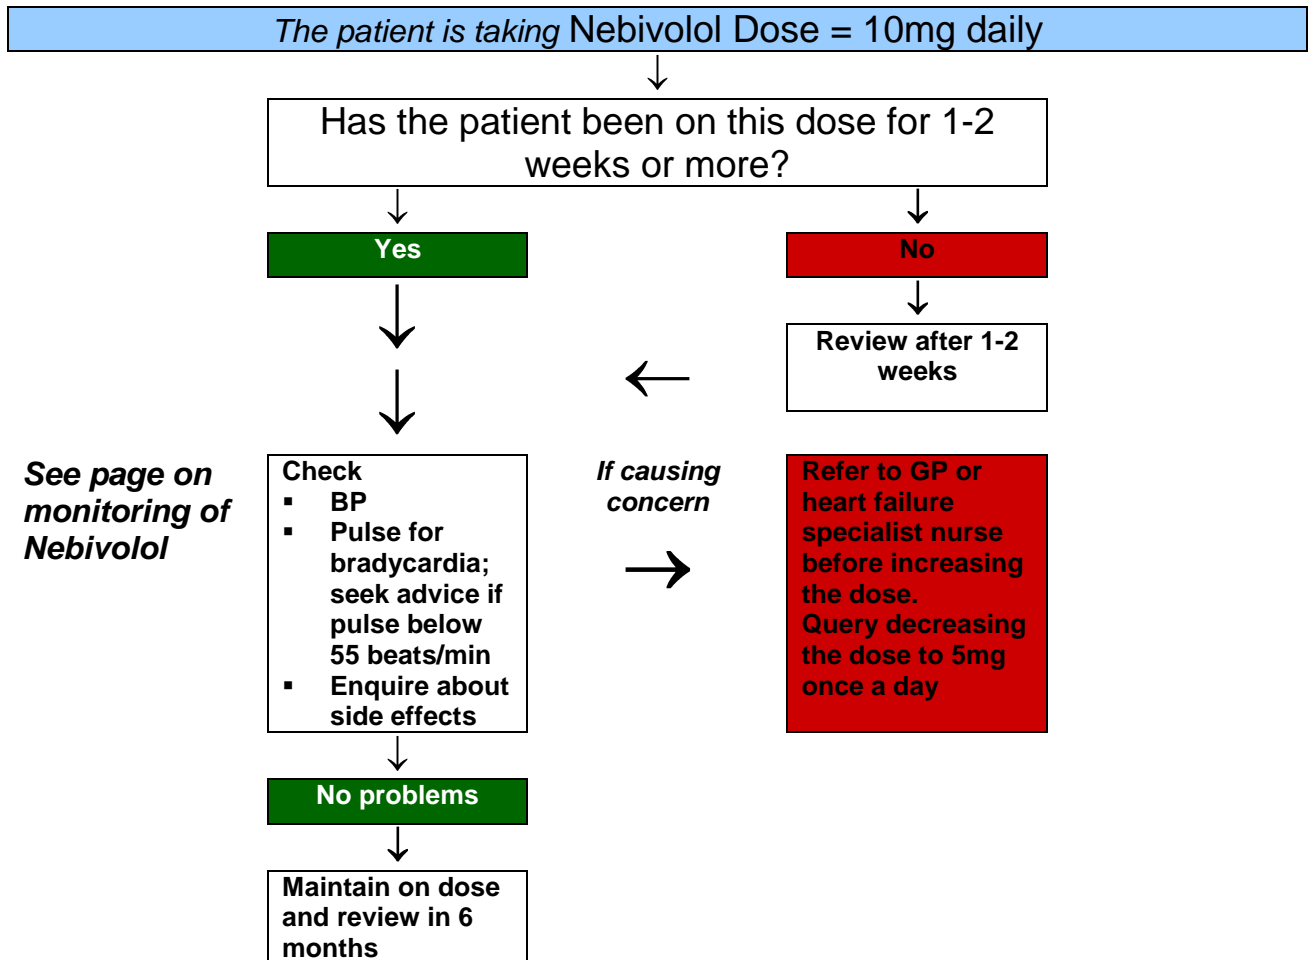 The patient is taking Nebivolol Dose = 10mg daily
Has the patient been on this dose for 1-2
weeks or more?
Yes
No
Review after 1-2
weeks
See page on
monitoring of
Nebivolol
Check
▪ BP
▪ Pulse for
bradycardia;
seek advice if
pulse below
55 beats/min
▪ Enquire about
side effects
If causing
concern
Refer to GP or
heart failure
specialist nurse
before increasing
the dose.
Query decreasing
the dose to 5mg
once a day
No problems
Maintain on dose
and review in 6
months